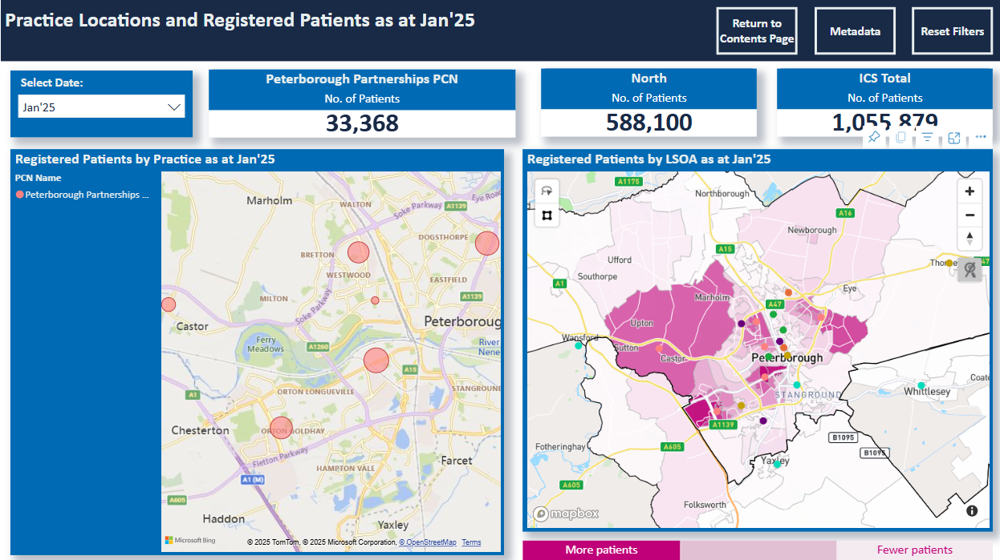 Practice Locations and Registered Patients as at Jan'25
Return to
Contents Page
Metadata
Reset Filters
Select Date:
Jan'25
Peterborough Partnerships PCN
No. of Patients
33,368
North
No. of Patients
588,100
ICS Total
No. of Patients
1,055,879
Registered Patients by Practice as at Jan'25
PCN Name
Peterborough Partnerships ...
Marholm
WALTON
Soke Parkway
A1139
Eye Road
DOGSTHORPE
BRETTON
WESTWOOD
EASTFIELD
MILTON
A1139
Soke Parkway
Castor
Peterboroug
Ferry
Meadows
A1260
River
Nene
A15
A1
ORTON LONGUEVILLE
STANGROUND
Chesterton
ORTON GOLDHAY
Fletton Parkway
HAMPTON VALE
Farcet
A1 (M)
A605
Haddon
Yaxley
Microsoft Bing
© 2025 TomTom, © 2025 Microsoft Corporation, © OpenStreetMap Terms
Registered Patients by LSOA as at Jan'25
A1175
Northborough
A16
Newborough
A15
Ufford
Southorpe
A1
Thorne
47
Eye
Marholm
A47
Upton
Wansford
Sutton
Castor
Peterborough
Coate
STANGROUND
Whittlesey
A1139
B1095
Fotheringhay
A605
B1095
Yaxley
A605
Folksworth
mapbox
More patients
Fewer patients